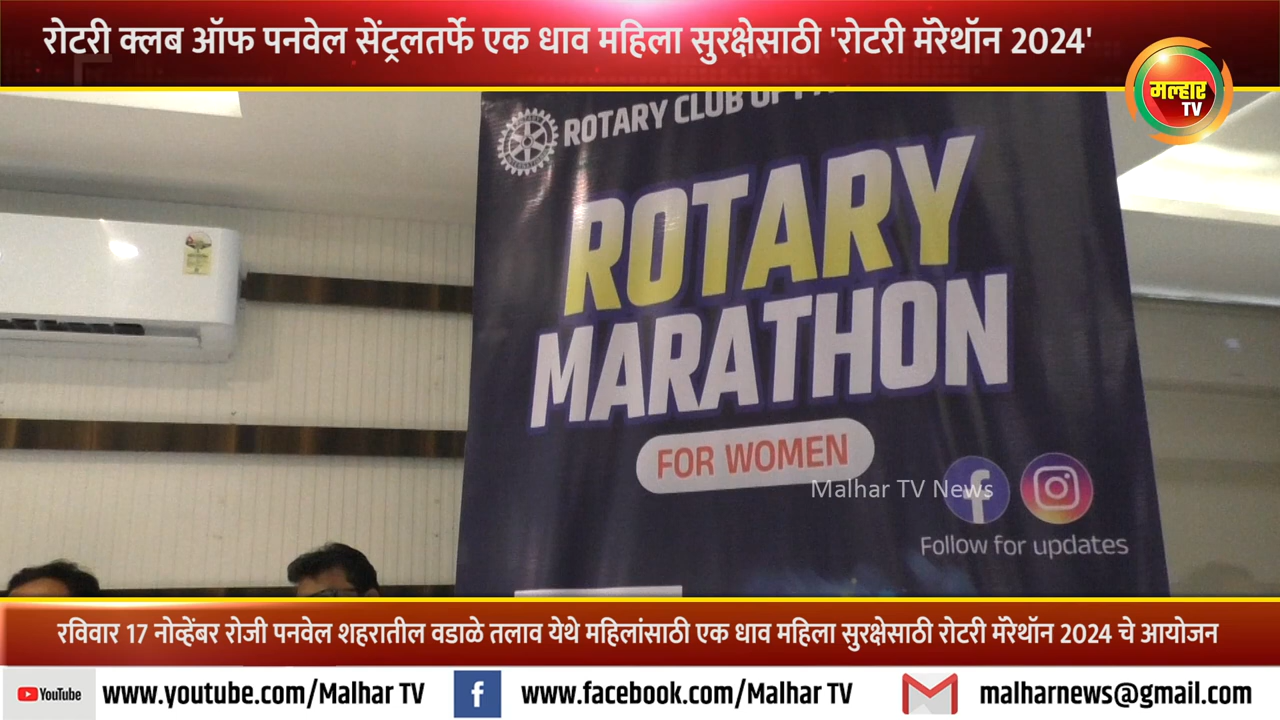 रोटरी क्लब ऑफ पनवेल सेंट्रलतर्फे एक धाव महिला सुरक्षेसाठी 'रोटरी मॅरेथॉन 2024'
मल्हार
TV
ROTARY CLUB OF
ROTARY
MARATHON
FOR WOMEN
Malhar TV News
Follow for updates
रविवार 17 नोव्हेंबर रोजी पनवेल शहरातील वडाळे तलाव येथे महिलांसाठी एक धाव महिला सुरक्षेसाठी रोटरी मॅरेथॉन 2024 चे आयोजन
YouTube www.youtube.com/Malhar TV www.facebook.com/Malhar TV malharnews@gmail.com